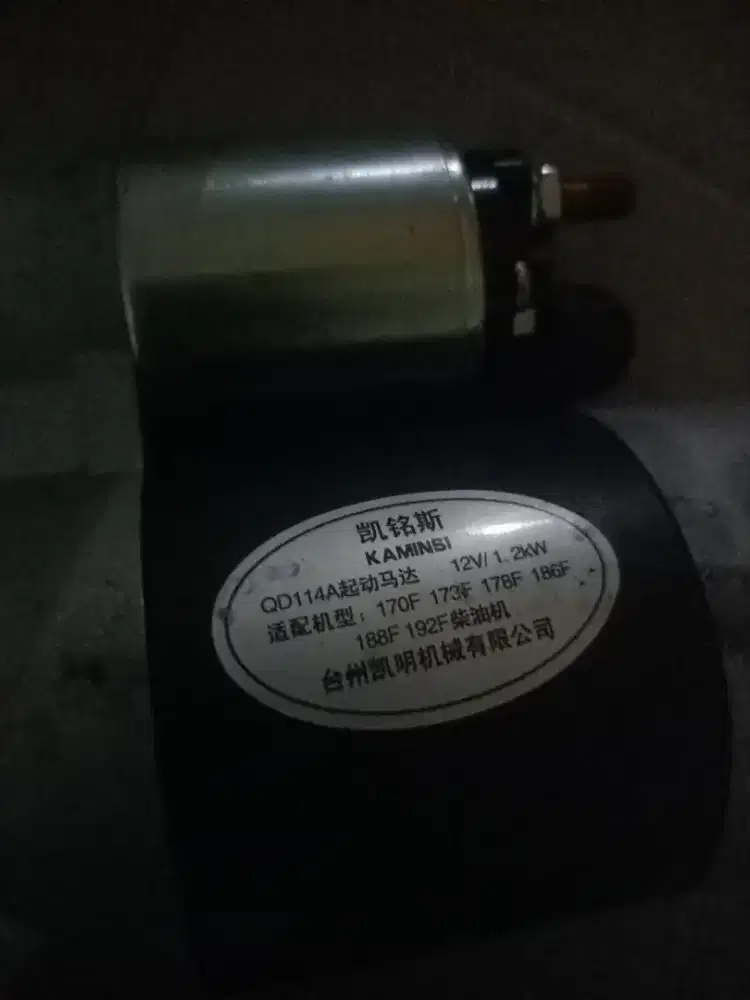 凯铭斯
KAMINSI
QD114A起动马达 12V/1.2kW
适配机型：170F 173F 178F 186F
188F 192F柴油机
台州凯明机械有限公司